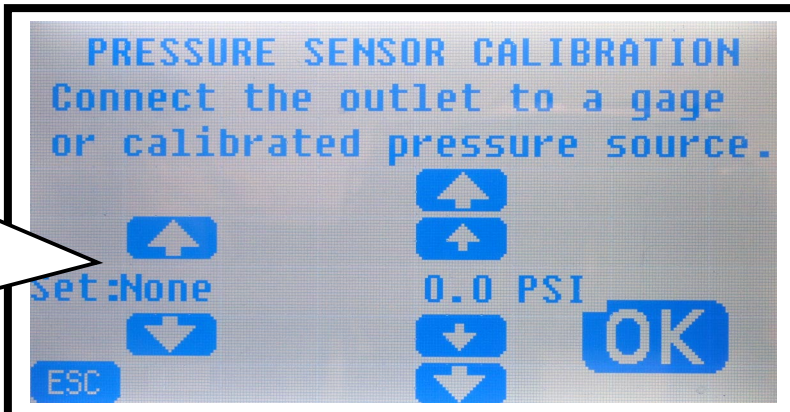 PRESSURE SENSOR CALIBRATION
Connect the outlet to a gage
or calibrated pressure source.
Set:None 0.0 PSI
OK
ESC